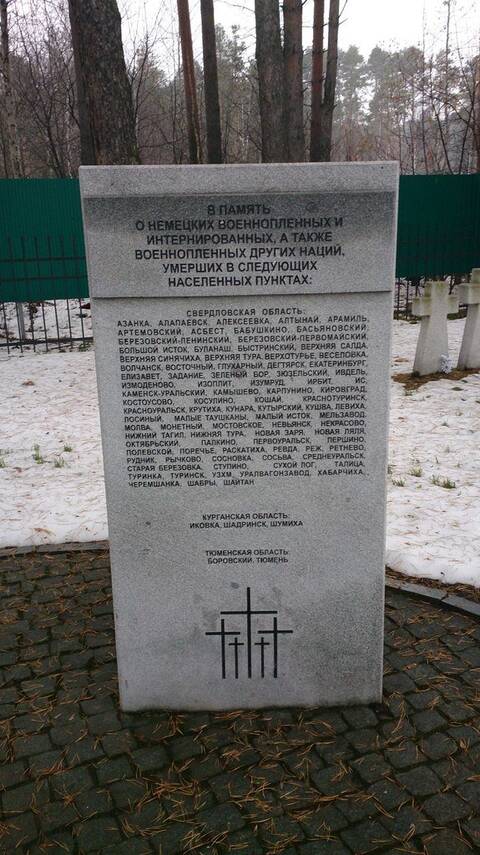 В ПАМЯТЬ
О НЕМЕЦКИХ ВОЕННОПЛЕННЫХ И
ИНТЕРНИРОВАННЫХ, А ТАКЖЕ
ВОЕННОПЛЕННЫХ ДРУГИХ НАЦИЙ,
УМЕРШИХ В СЛЕДУЮЩИХ
НАСЕЛЕННЫХ ПУНКТАХ:
СВЕРДЛОВСКАЯ ОБЛАСТЬ:
АЗАНКА, АЛАПАЕВСК, АЛЕКСЕЕВКА, АЛТЫНАЙ, АРАМИЛЬ,
АРТЕМОВСКИЙ, АСБЕСТ, БАБУШКИНО, БАСЬЯНОВСКИЙ,
БЕРЕЗОВСКИЙ-ЛЕНИНСКИЙ, БЕРЕЗОВСКИЙ-ПЕРВОМАЙСКИЙ,
БОЛЬШОЙ ИСТОК, БУЛАНАШ, БЫСТРИНСКИЙ, ВЕРХНЯЯ САЛДА,
ВЕРХНЯЯ СИНЯЧИХА, ВЕРХНЯЯ ТУРА, ВЕРХОТУРЬЕ, ВЕСЕЛОВКА,
ВОЛЧАНСК, ВОСТОЧНЫЙ, ГЛУХАРНЫЙ, ДЕГТЯРСК, ЕКАТЕРИНБУРГ,
ЕЛИЗАВЕТ, ЗАДАНИЕ, ЗЕЛЕНЫЙ БОР, ЗЮЗЕЛЬСКИЙ, ИВДЕЛЬ,
ИЗМОДЕНОВО, ИЗОПЛИТ, ИЗУМРУД, ИРБИТ, ИС,
КАМЕНСК-УРАЛЬСКИЙ, КАМЫШЕВО, КАРПУНИНО, КИРОВГРАД,
КОСТОУСОВО, КОСУЛИНО, КОШАЙ, КРАСНОТУРИНСК,
КРАСНОУРАЛЬСК, КРУТИХА, КУНАРА, КУТЫРСКИЙ, КУШВА, ЛЕВИХА,
ЛОСИНЫЙ, МАЛЫЕ ТАУШКАНЫ, МАЛЫЙ ИСТОК, МЕЛЬЗАВОД,
МОЛВА, МОНЕТНЫЙ, МОСТОВСКОЕ, НЕВЬЯНСК, НЕКРАСОВО,
НИЖНИЙ ТАГИЛ, НИЖНЯЯ ТУРА, НОВАЯ ЗАРЯ, НОВАЯ ЛЯЛЯ,
ОКТЯБРЬСКИЙ, ПАЛКИНО, ПЕРВОУРАЛЬСК, ПЕРШИНО,
ПОЛЕВСКОЙ, ПОРЕЧЬЕ, РАСКАТИХА, РЕВДА, РЕЖ, РЕТНЕВО,
РУДНИК, РЫЧКОВО, СОСНОВКА, СОСЬВА, СРЕДНЕУРАЛЬСК,
СТАРАЯ БЕРЕЗОВКА, СТУПИНО, СУХОЙ ЛОГ, ТАЛИЦА,
ТУРИНКА, ТУРИНСК, УЗХМ, УРАЛВАГОНЗАВОД, ХАБАРЧИХА,
ЧЕРЕМШАНКА, ШАБРЫ, ШАЙТАН
КУРГАНСКАЯ ОБЛАСТЬ:
ИКОВКА, ШАДРИНСК, ШУМИХА
ТЮМЕНСКАЯ ОБЛАСТЬ:
БОРОВСКИЙ, ТЮМЕНЬ